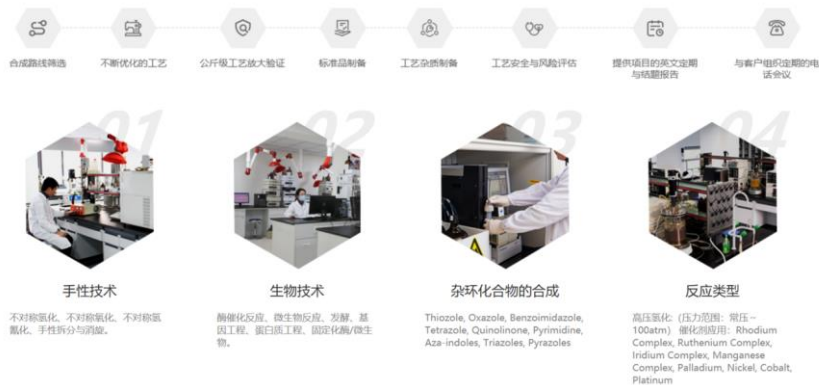 合成路线筛选
不断优化的工艺
公斤级工艺放大验证
标准品制备
工艺杂质制备
工艺安全与风险评估
提供项目的英文定期
与结题报告
与客户组织定期的电
话会议
01
02
03
04
手性技术
不对称氢化、不对称氧化、不对称氢
氰化、手性拆分与消旋。
生物技术
酶催化反应、微生物反应、发酵、基
因工程、蛋白质工程、固定化酶/微生
物。
杂环化合物的合成
Thiozole, Oxazole, Benzoimidazole,
Tetrazole, Quinolinone, Pyrimidine,
Aza-indoles, Triazoles, Pyrazoles
反应类型
高压氢化:（压力范围：常压–
100atm） 催化剂应用：Rhodium
Complex, Ruthenium Complex,
Iridium Complex, Manganese
Complex, Palladium, Nickel, Cobalt,
Platinum